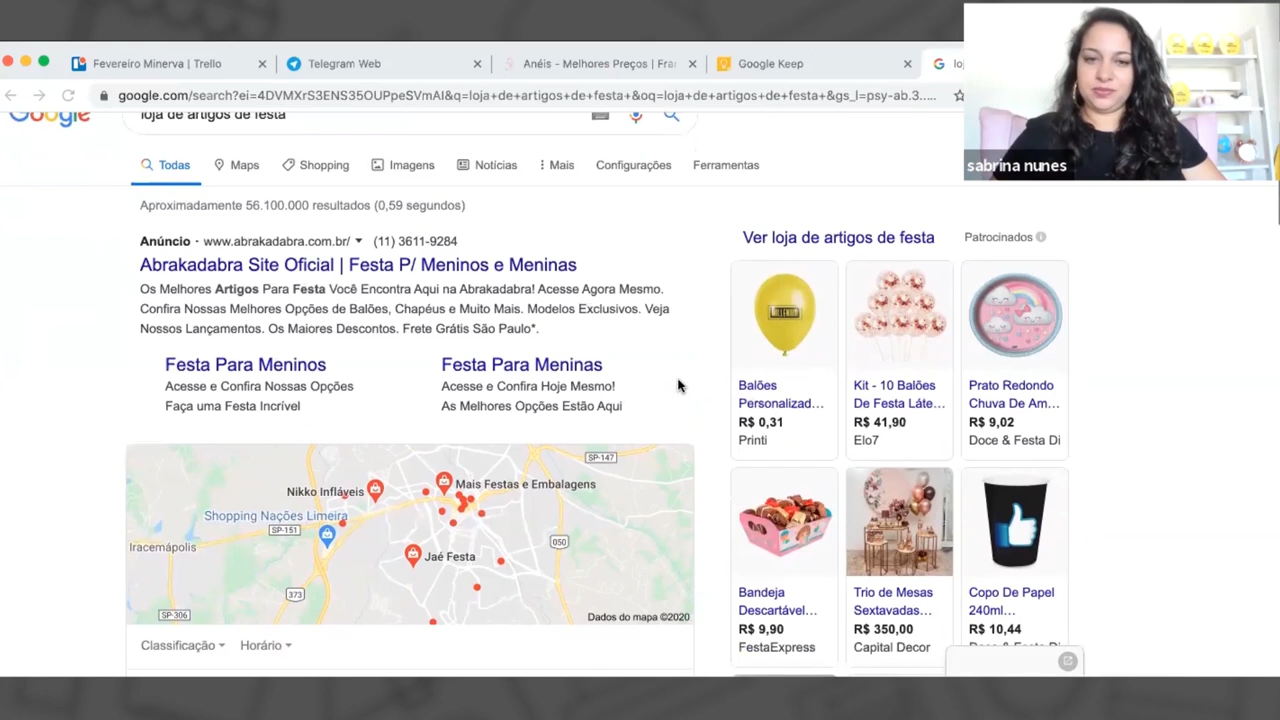 Fevereiro Minerva | Trello
Telegram Web
Anéis - Melhores Preços | Fra
Google Keep
google.com/search?ei=4DVMXrS3ENS35OUPpeSVmAI&q=loja+de+artigos+de+festa+&oq=loja+de+artigos+de+festa+&gs_l=psy-ab.3.....
Google
loja de artigos de festa
sabrina nunes
Todas
Maps
Shopping
Imagens
Notícias
Mais
Configurações
Ferramentas
Aproximadamente 56.100.000 resultados (0,59 segundos)
Anúncio · www.abrakadabra.com.br/ (11) 3611-9284
Abrakadabra Site Oficial | Festa P/ Meninos e Meninas
Os Melhores Artigos Para Festa Você Encontra Aqui na Abrakadabra! Acesse Agora Mesmo.
Confira Nossas Melhores Opções de Balões, Chapéus e Muito Mais. Modelos Exclusivos. Veja
Nossos Lançamentos. Os Maiores Descontos. Frete Grátis São Paulo*.
Festa Para Meninos
Acesse e Confira Nossas Opções
Faça uma Festa Incrível
Festa Para Meninas
Acesse e Confira Hoje Mesmo!
As Melhores Opções Estão Aqui
SP-147
Nikko Infláveis
Mais Festas e Embalagens
Shopping Nações Limeira
SP-151
Iracemápolis
050
Jaé Festa
373
SP-306
Dados do mapa ©2020
Classificação
Horário
Ver loja de artigos de festa
Patrocinados
Balões
Personalizad…
R$ 0,31
Printi
Kit - 10 Balões
De Festa Láte…
R$ 41,90
Elo7
Prato Redondo
Chuva De Am…
R$ 9,02
Doce & Festa Di
Bandeja
Descartável…
R$ 9,90
FestaExpress
Trio de Mesas
Sextavadas…
R$ 350,00
Capital Decor
Copo De Papel
240ml…
R$ 10,44
Doce & Festa Di